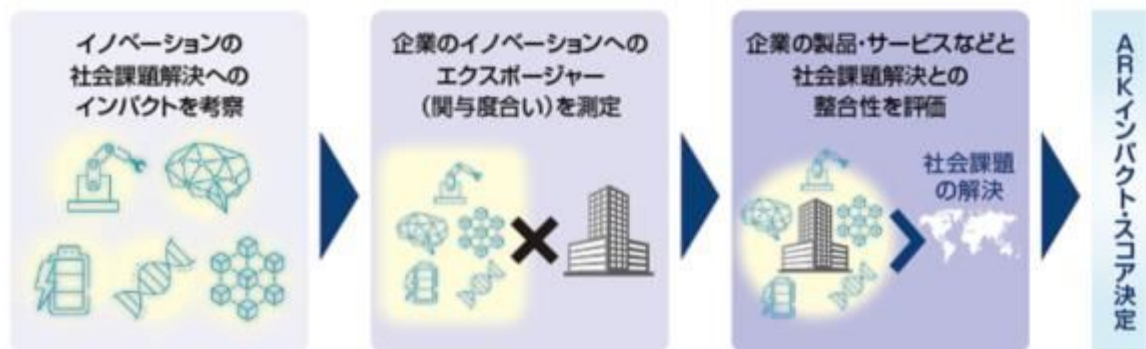 イノベーションの
社会課題解決への
インパクトを考察
企業のイノベーションへの
エクスポージャー
（関与度合い）を測定
企業の製品・サービスなどと
社会課題解決との
整合性を評価
社会課題
の解決
ARKインパクト・スコア決定